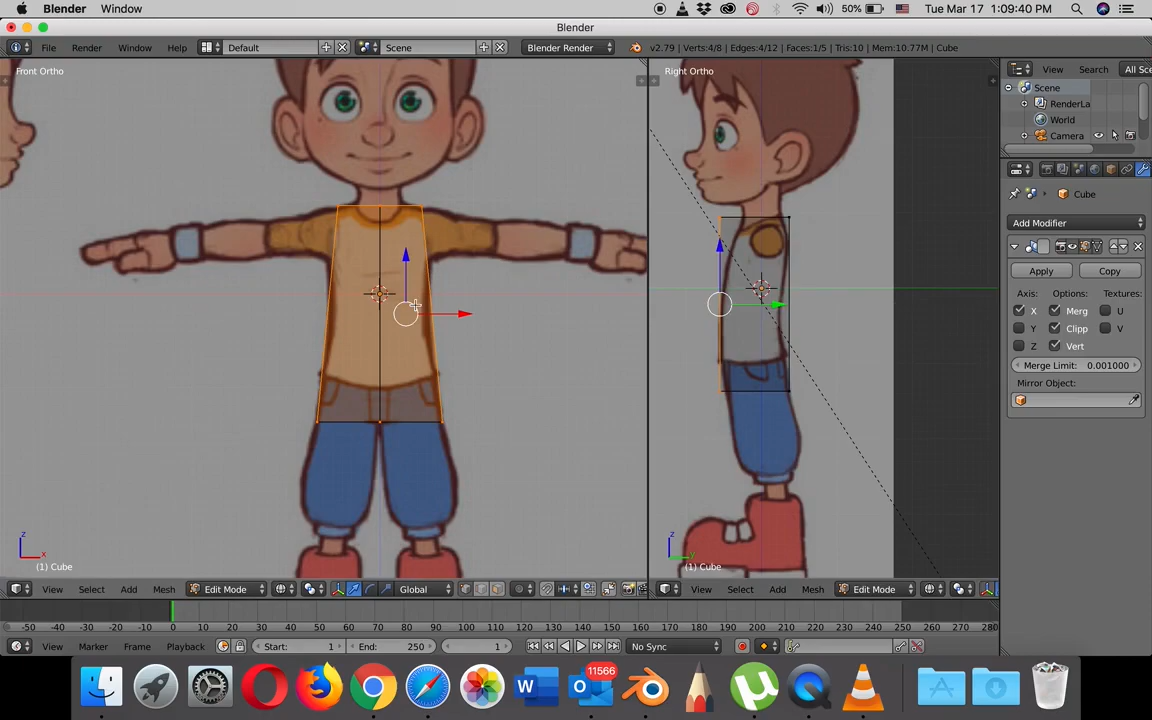 Blender Window 50% Tue Mar 17 1:09:40 PM
Blender
File Render Window Help Default Scene Blender Render v2.79 | Verts:4/8 | Edges:4/12 | Faces:1/5 | Tris:10 | Mem:10.77M | Cube
Front Ortho
Right Ortho
View Search All Sce
Scene
RenderLa
World
Camera
Cube
Add Modifier
Apply Copy
Axis: Options: Textures:
X Merg U
Y Clipp V
Z Vert
Merge Limit: 0.001000
Mirror Object:
z
x
(1) Cube
z
y
(1) Cube
View Select Add Mesh Edit Mode Global
View Select Add Mesh Edit Mode
-50 -40 -30 -20 -10 0 10 20 30 40 50 60 70 80 90 100 110 120 130 140 150 160 170 180 190 200 210 220 230 240 250 260 270 280
View Marker Frame Playback Start: 1 End: 250 1 No Sync
11566
W
O
µ